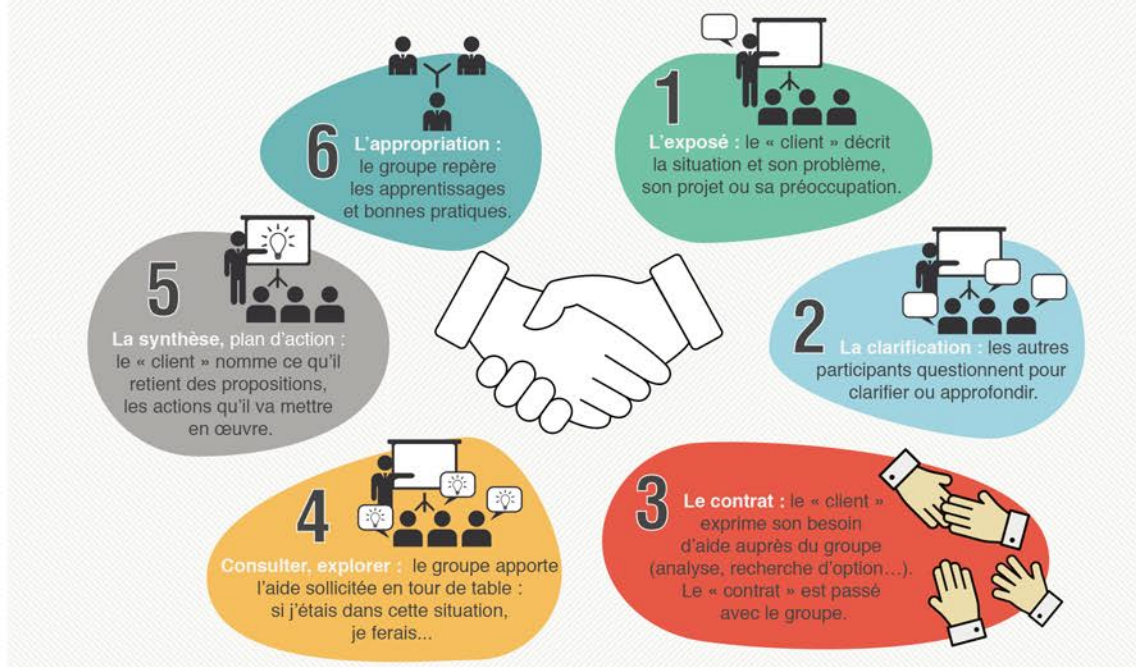 1
L'exposé : le « client » décrit
la situation et son problème,
son projet ou sa préoccupation.
2
La clarification : les autres
participants questionnent pour
clarifier ou approfondir.
3
Le contrat : le « client »
exprime son besoin
d'aide auprès du groupe
(analyse, recherche d'option…).
Le « contrat » est passé
avec le groupe.
4
Consulter, explorer : le groupe apporte
l'aide sollicitée en tour de table :
si j'étais dans cette situation,
je ferais...
5
La synthèse, plan d'action :
le « client » nomme ce qu'il
retient des propositions,
les actions qu'il va mettre
en œuvre.
6
L'appropriation :
le groupe repère
les apprentissages
et bonnes pratiques.